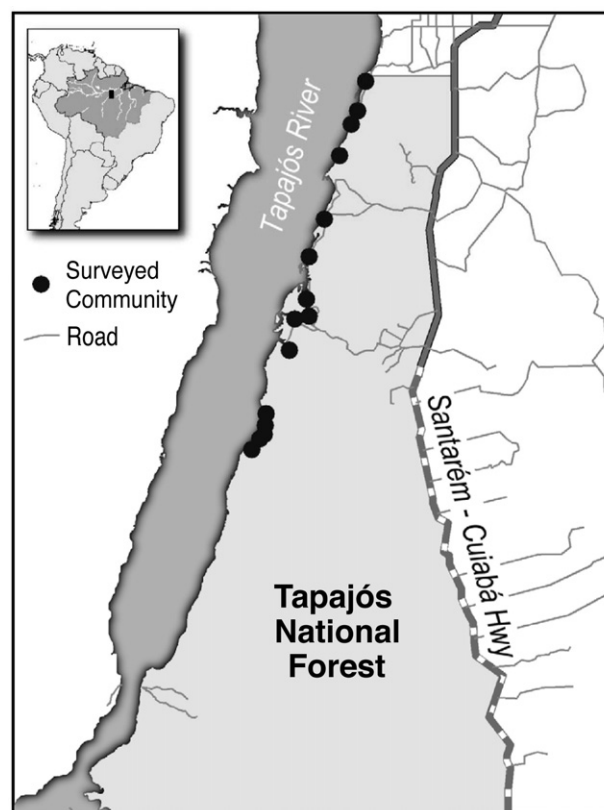 Tapajós River
Surveyed
Community
Road
Santarém - Cuiabá Hwy
Tapajós
National
Forest